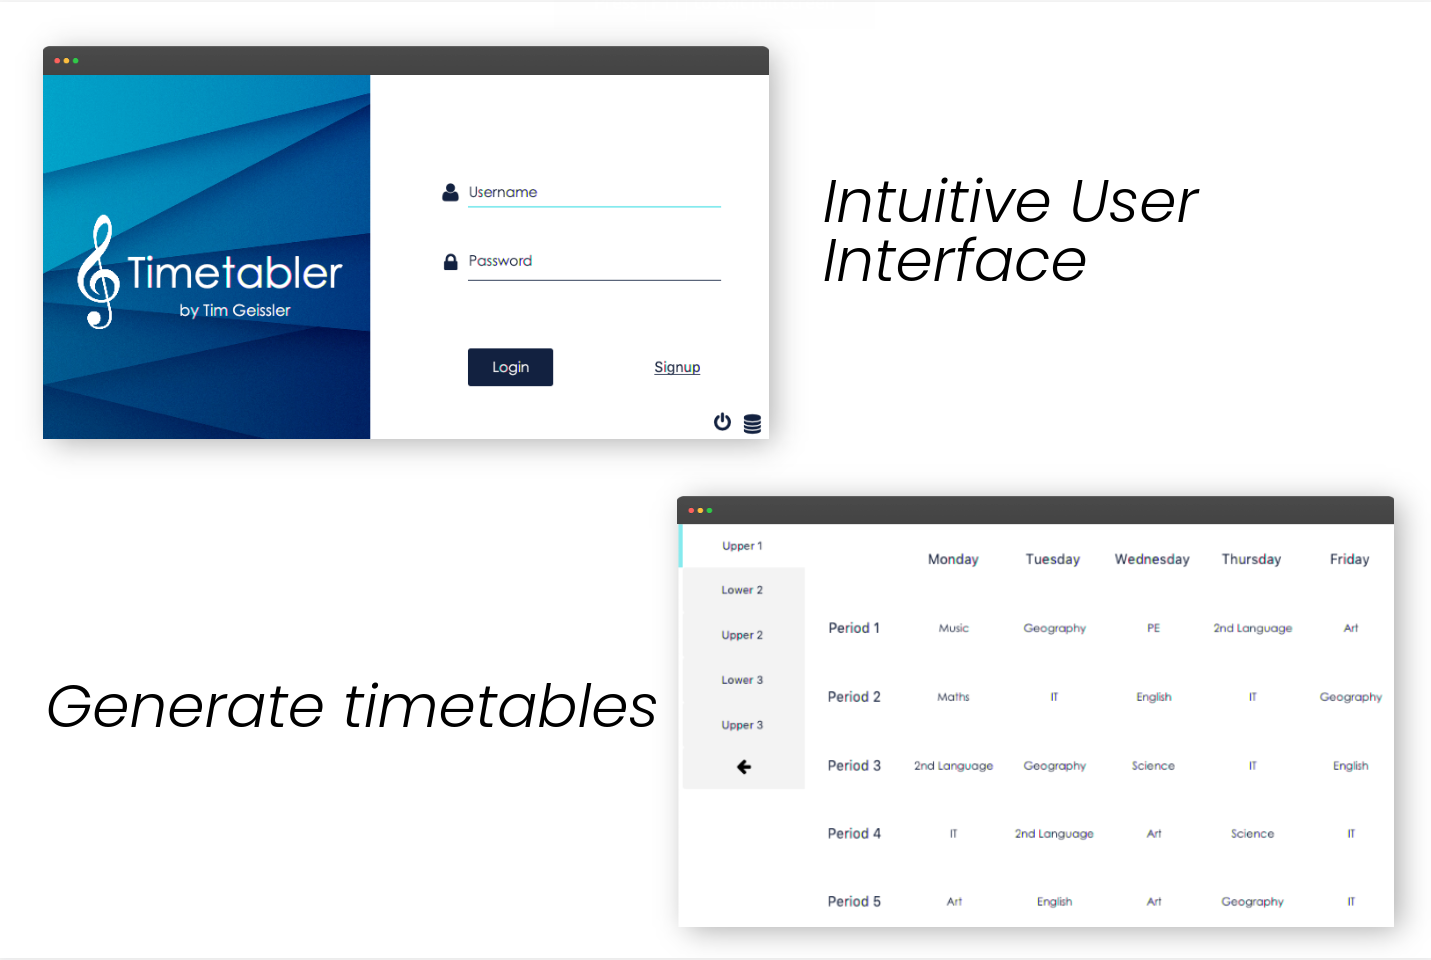 Timetabler
by Tim Geissler
Username
Password
Login
Signup
Intuitive User
Interface
Generate timetables
Upper 1
Lower 2
Upper 2
Lower 3
Upper 3
Monday Tuesday Wednesday Thursday Friday
Period 1 Music Geography PE 2nd Language Art
Period 2 Maths IT English IT Geography
Period 3 2nd Language Geography Science IT English
Period 4 IT 2nd Language Art Science IT
Period 5 Art English Art Geography IT